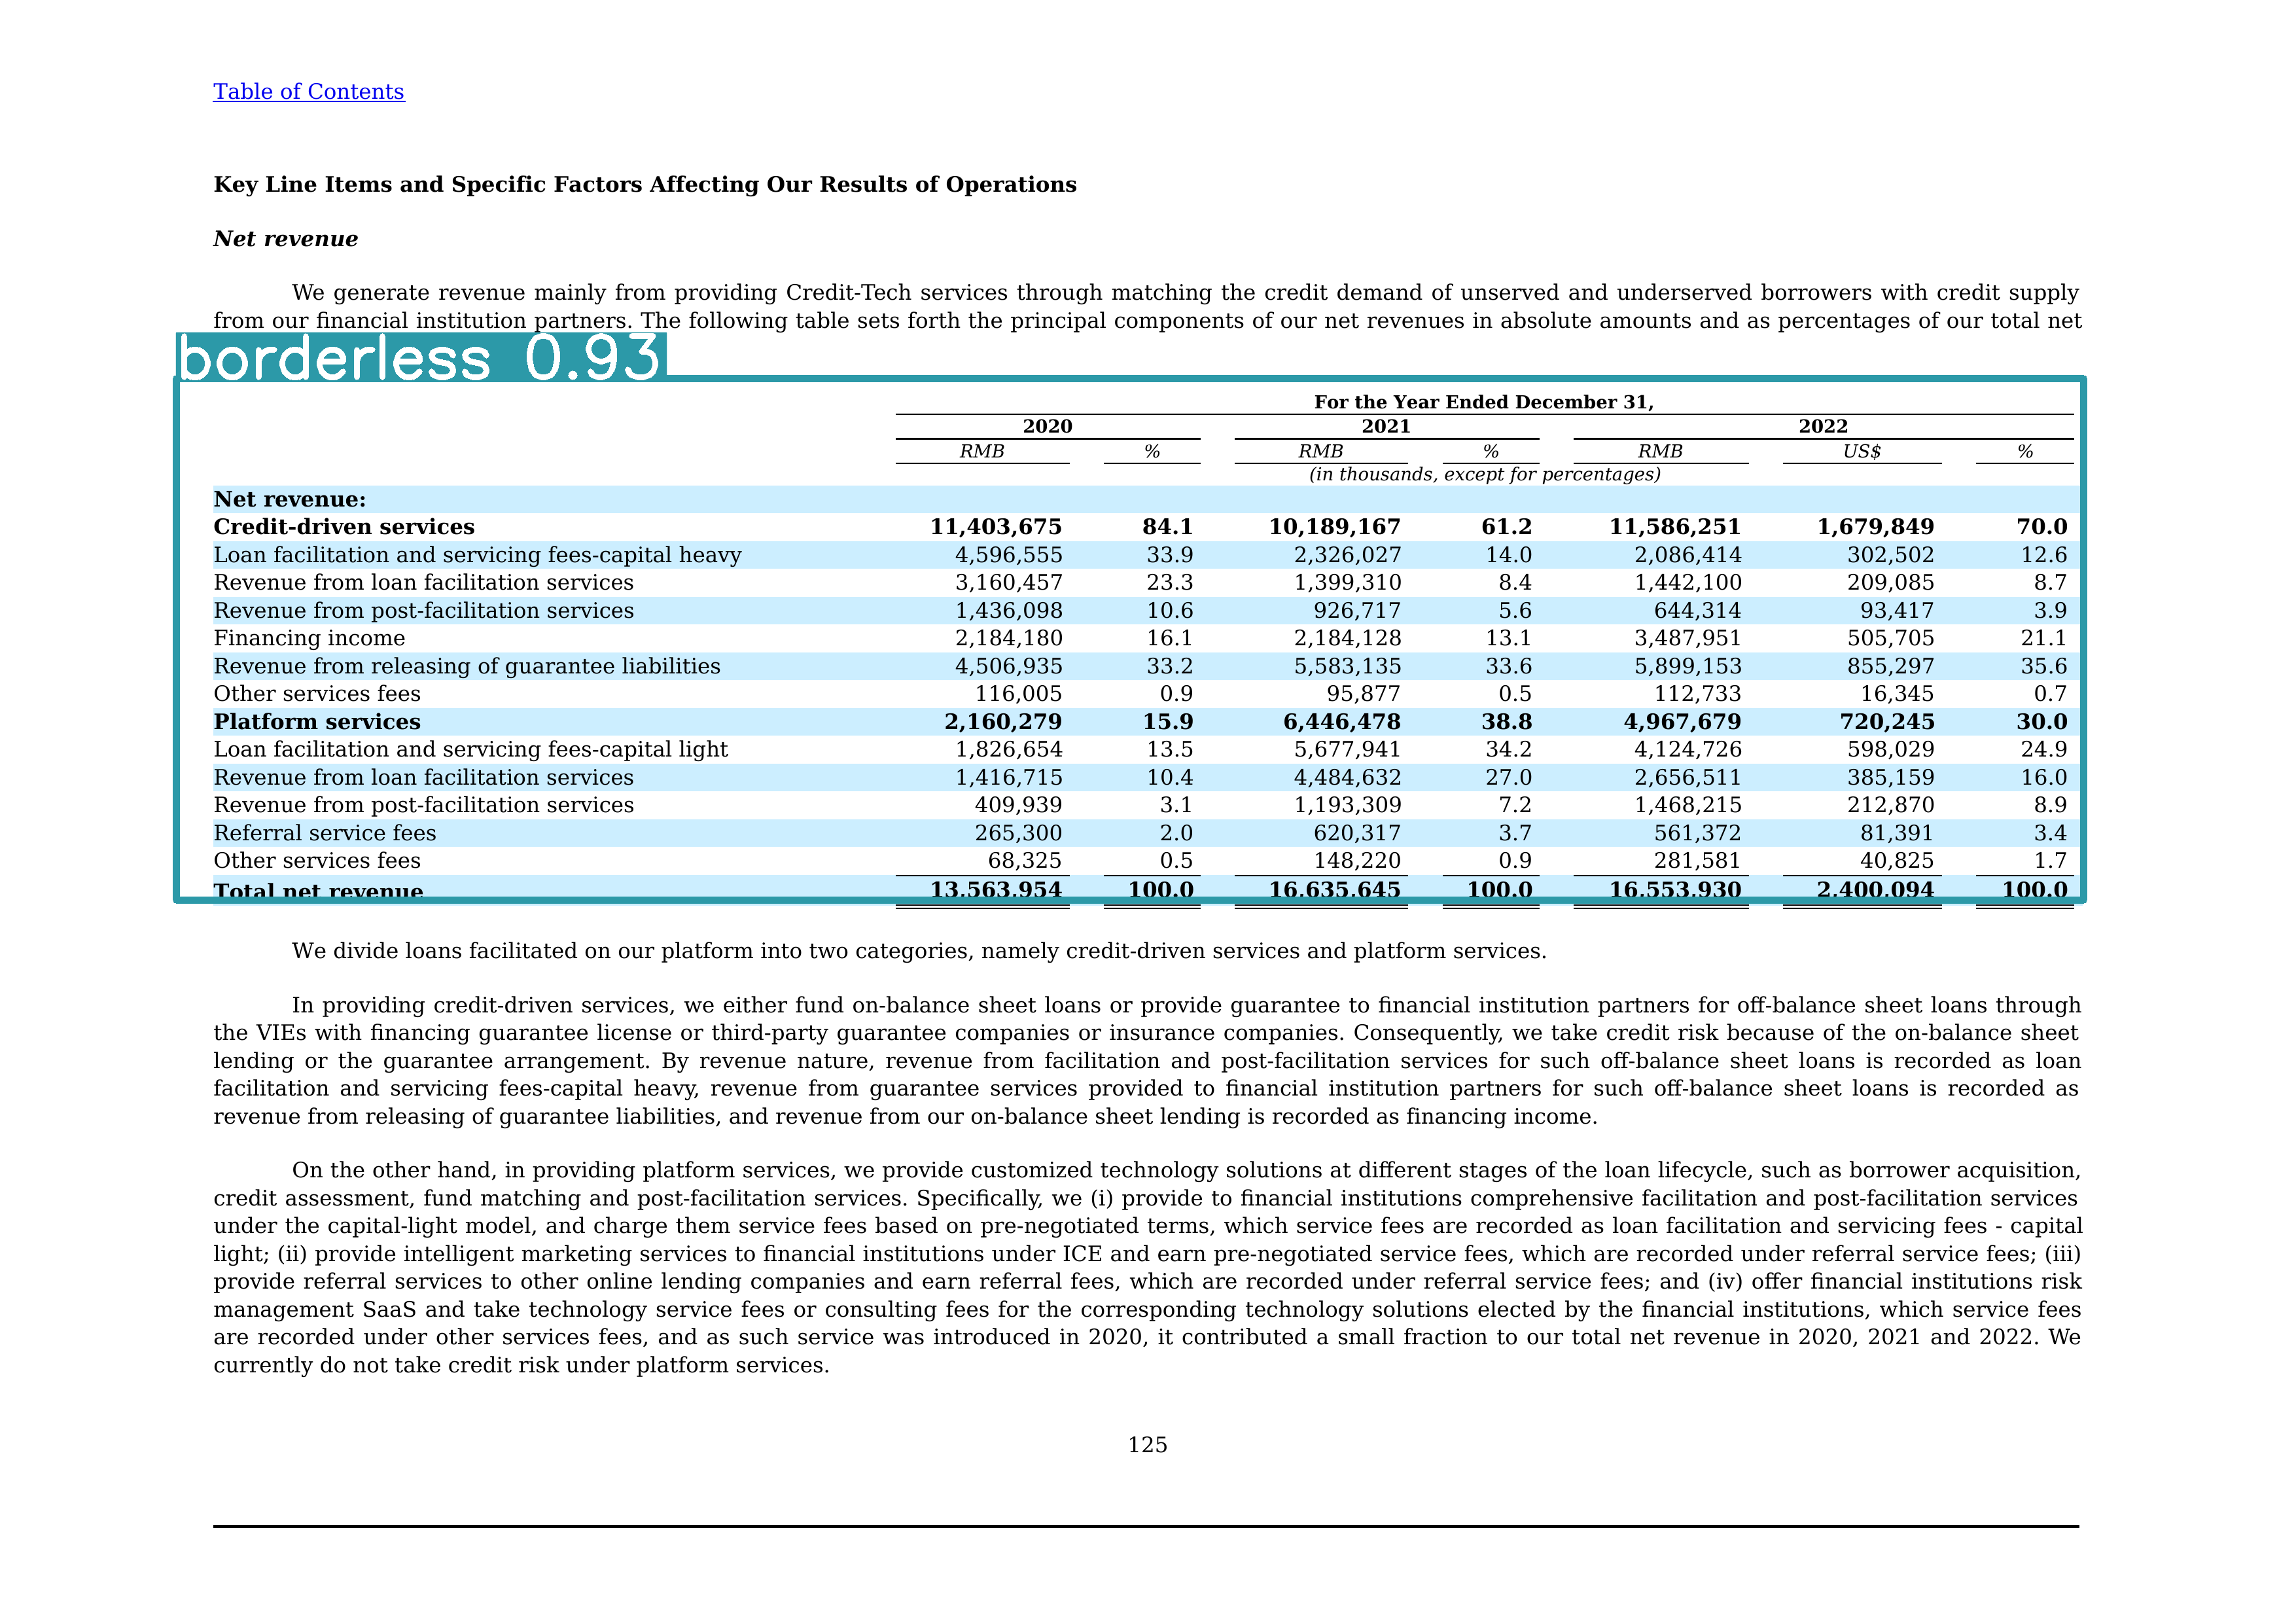 Table of Contents
Key Line Items and Specific Factors Affecting Our Results of Operations
Net revenue
We generate revenue mainly from providing Credit-Tech services through matching the credit demand of unserved and underserved borrowers with credit supply
from our financial institution partners. The following table sets forth the principal components of our net revenues in absolute amounts and as percentages of our total net
borderless 0.93
For the Year Ended December 31,
2020 2021 2022
RMB % RMB % RMB US$ %
(in thousands, except for percentages)
Net revenue:
Credit-driven services 11,403,675 84.1 10,189,167 61.2 11,586,251 1,679,849 70.0
Loan facilitation and servicing fees-capital heavy 4,596,555 33.9 2,326,027 14.0 2,086,414 302,502 12.6
Revenue from loan facilitation services 3,160,457 23.3 1,399,310 8.4 1,442,100 209,085 8.7
Revenue from post-facilitation services 1,436,098 10.6 926,717 5.6 644,314 93,417 3.9
Financing income 2,184,180 16.1 2,184,128 13.1 3,487,951 505,705 21.1
Revenue from releasing of guarantee liabilities 4,506,935 33.2 5,583,135 33.6 5,899,153 855,297 35.6
Other services fees 116,005 0.9 95,877 0.5 112,733 16,345 0.7
Platform services 2,160,279 15.9 6,446,478 38.8 4,967,679 720,245 30.0
Loan facilitation and servicing fees-capital light 1,826,654 13.5 5,677,941 34.2 4,124,726 598,029 24.9
Revenue from loan facilitation services 1,416,715 10.4 4,484,632 27.0 2,656,511 385,159 16.0
Revenue from post-facilitation services 409,939 3.1 1,193,309 7.2 1,468,215 212,870 8.9
Referral service fees 265,300 2.0 620,317 3.7 561,372 81,391 3.4
Other services fees 68,325 0.5 148,220 0.9 281,581 40,825 1.7
Total net revenue 13,563,954 100.0 16,635,645 100.0 16,553,930 2,400,094 100.0
We divide loans facilitated on our platform into two categories, namely credit-driven services and platform services.
In providing credit-driven services, we either fund on-balance sheet loans or provide guarantee to financial institution partners for off-balance sheet loans through
the VIEs with financing guarantee license or third-party guarantee companies or insurance companies. Consequently, we take credit risk because of the on-balance sheet
lending or the guarantee arrangement. By revenue nature, revenue from facilitation and post-facilitation services for such off-balance sheet loans is recorded as loan
facilitation and servicing fees-capital heavy, revenue from guarantee services provided to financial institution partners for such off-balance sheet loans is recorded as
revenue from releasing of guarantee liabilities, and revenue from our on-balance sheet lending is recorded as financing income.
On the other hand, in providing platform services, we provide customized technology solutions at different stages of the loan lifecycle, such as borrower acquisition,
credit assessment, fund matching and post-facilitation services. Specifically, we (i) provide to financial institutions comprehensive facilitation and post-facilitation services
under the capital-light model, and charge them service fees based on pre-negotiated terms, which service fees are recorded as loan facilitation and servicing fees - capital
light; (ii) provide intelligent marketing services to financial institutions under ICE and earn pre-negotiated service fees, which are recorded under referral service fees; (iii)
provide referral services to other online lending companies and earn referral fees, which are recorded under referral service fees; and (iv) offer financial institutions risk
management SaaS and take technology service fees or consulting fees for the corresponding technology solutions elected by the financial institutions, which service fees
are recorded under other services fees, and as such service was introduced in 2020, it contributed a small fraction to our total net revenue in 2020, 2021 and 2022. We
currently do not take credit risk under platform services.
125